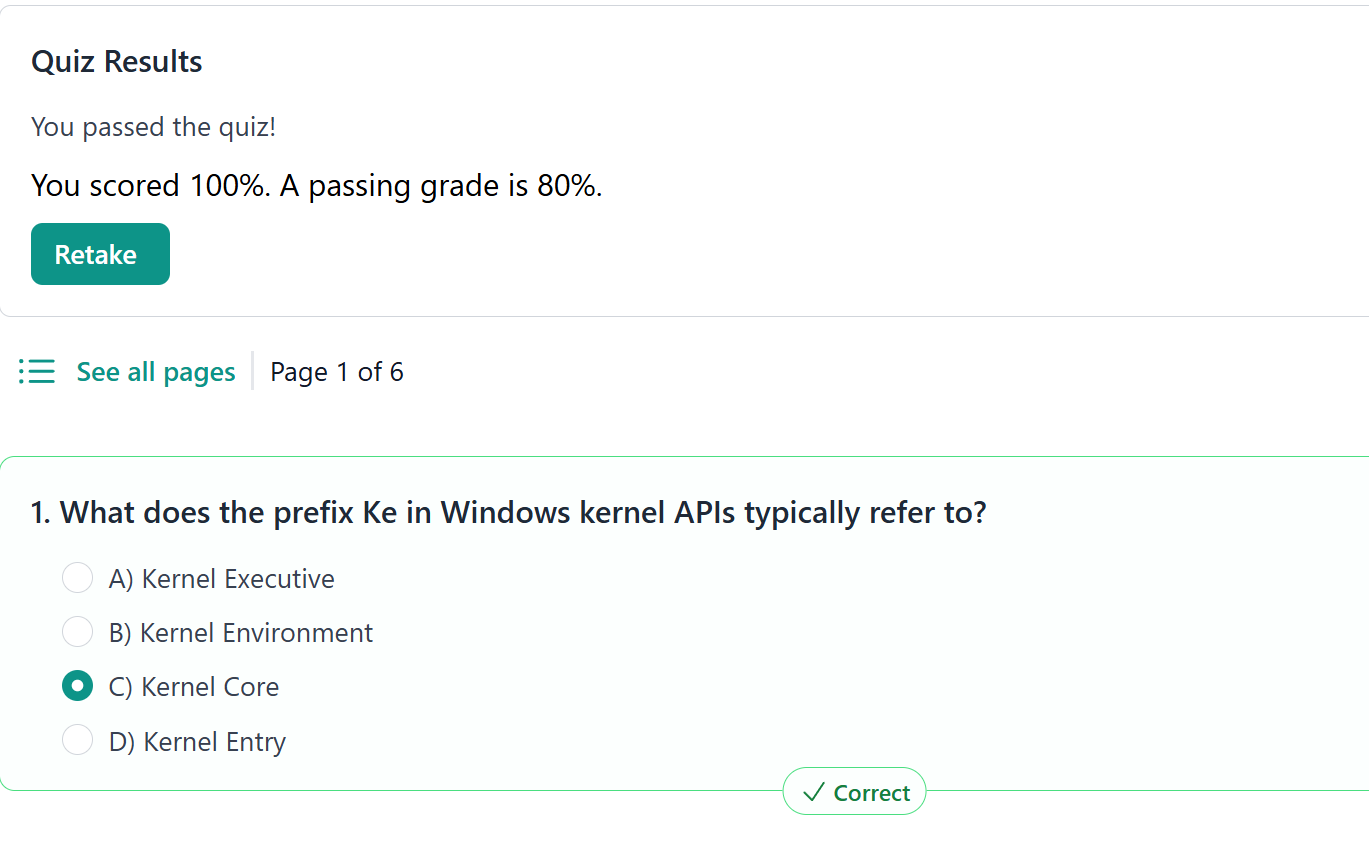 Quiz Results
You passed the quiz!
You scored 100%. A passing grade is 80%.
Retake
See all pages
Page 1 of 6
1. What does the prefix Ke in Windows kernel APIs typically refer to?
A) Kernel Executive
B) Kernel Environment
C) Kernel Core
D) Kernel Entry
Correct